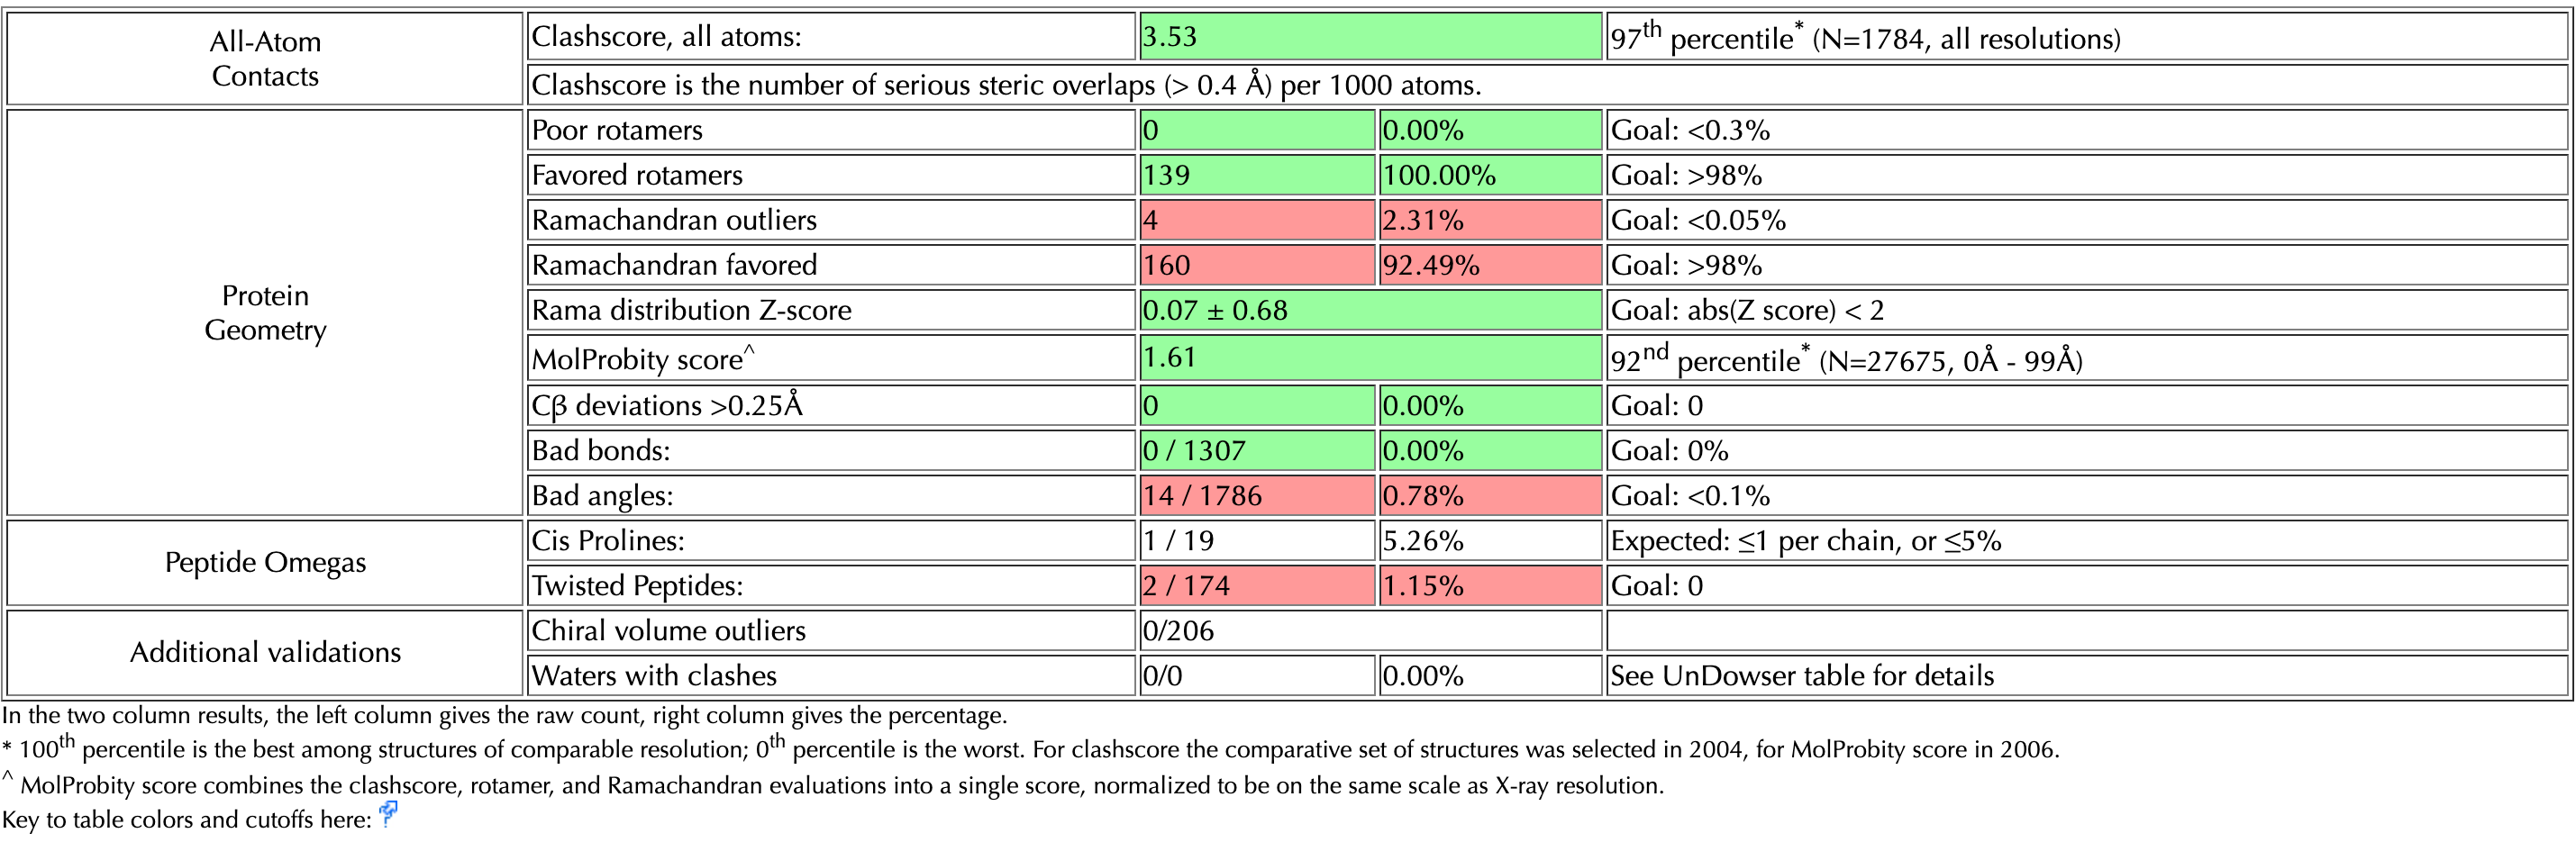 All-Atom
Contacts
Clashscore, all atoms: 3.53 97th percentile* (N=1784, all resolutions)
Clashscore is the number of serious steric overlaps (> 0.4 Å) per 1000 atoms.
Protein
Geometry
Poor rotamers 0 0.00% Goal: <0.3%
Favored rotamers 139 100.00% Goal: >98%
Ramachandran outliers 4 2.31% Goal: <0.05%
Ramachandran favored 160 92.49% Goal: >98%
Rama distribution Z-score 0.07 ± 0.68 Goal: abs(Z score) < 2
MolProbity score^ 1.61 92nd percentile* (N=27675, 0Å - 99Å)
Cβ deviations >0.25Å 0 0.00% Goal: 0
Bad bonds: 0 / 1307 0.00% Goal: 0%
Bad angles: 14 / 1786 0.78% Goal: <0.1%
Peptide Omegas
Cis Prolines: 1 / 19 5.26% Expected: ≤1 per chain, or ≤5%
Twisted Peptides: 2 / 174 1.15% Goal: 0
Additional validations
Chiral volume outliers 0/206
Waters with clashes 0/0 0.00% See UnDowser table for details
In the two column results, the left column gives the raw count, right column gives the percentage.
* 100th percentile is the best among structures of comparable resolution; 0th percentile is the worst. For clashscore the comparative set of structures was selected in 2004, for MolProbity score in 2006.
^ MolProbity score combines the clashscore, rotamer, and Ramachandran evaluations into a single score, normalized to be on the same scale as X-ray resolution.
Key to table colors and cutoffs here: